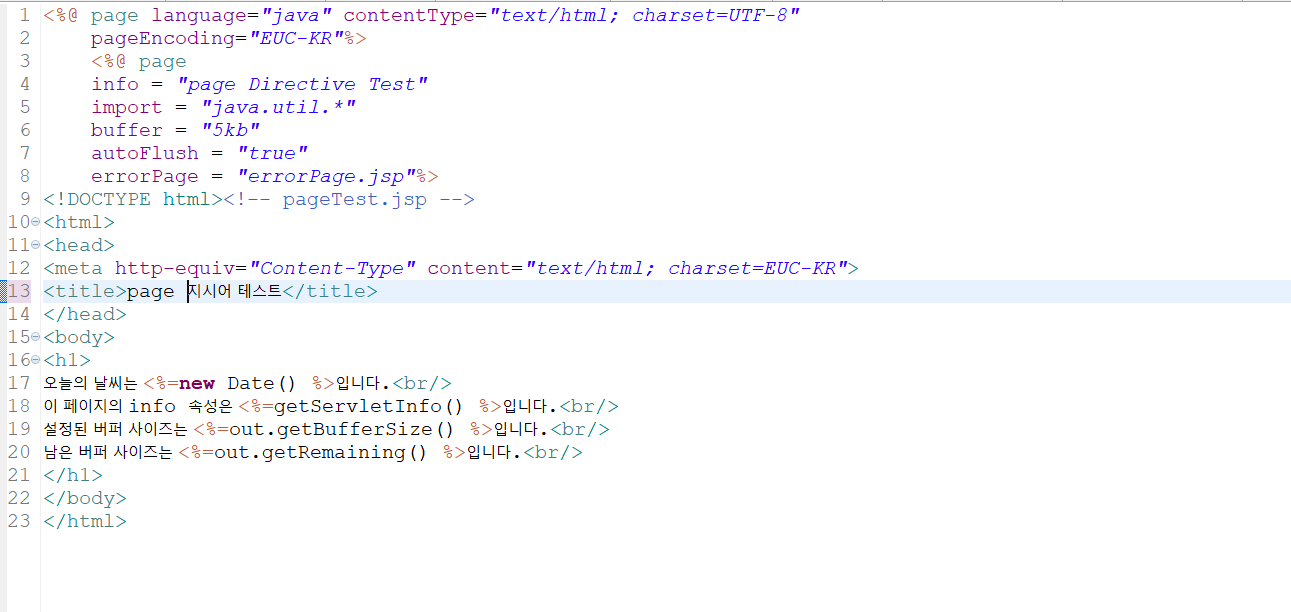 1 <%@ page language="java" contentType="text/html; charset=UTF-8"
2 pageEncoding="EUC-KR"%>
3 <%@ page
4 info = "page Directive Test"
5 import = "java.util.*"
6 buffer = "5kb"
7 autoFlush = "true"
8 errorPage = "errorPage.jsp"%>
9 <!DOCTYPE html><!-- pageTest.jsp -->
10 <html>
11 <head>
12 <meta http-equiv="Content-Type" content="text/html; charset=EUC-KR">
13 <title>page 지시어 테스트</title>
14 </head>
15 <body>
16 <h1>
17 오늘의 날씨는 <%=new Date() %>입니다.<br/>
18 이 페이지의 info 속성은 <%=getServletInfo() %>입니다.<br/>
19 설정된 버퍼 사이즈는 <%=out.getBufferSize() %>입니다.<br/>
20 남은 버퍼 사이즈는 <%=out.getRemaining() %>입니다.<br/>
21 </h1>
22 </body>
23 </html>